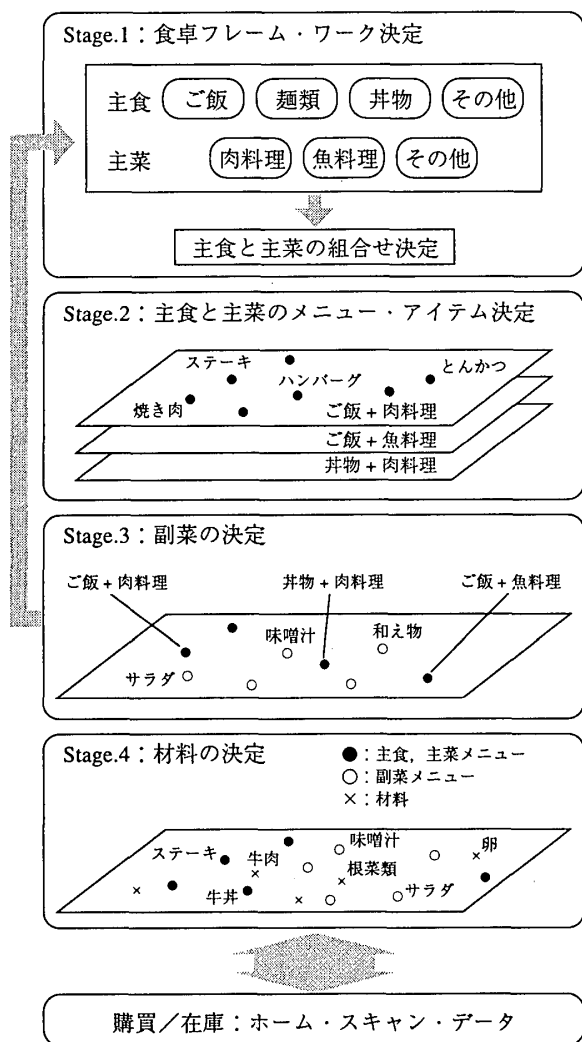 Stage.1：食卓フレーム・ワーク決定
主食 ご飯 麺類 丼物 その他
主菜 肉料理 魚料理 その他
主食と主菜の組合せ決定
Stage.2：主食と主菜のメニュー・アイテム決定
ステーキ
とんかつ
ハンバーグ
焼き肉
ご飯＋肉料理
ご飯＋魚料理
丼物＋肉料理
Stage.3：副菜の決定
ご飯＋肉料理 丼物＋肉料理 ご飯＋魚料理
味噌汁 和え物
サラダ
Stage.4：材料の決定
●：主食，主菜メニュー
○：副菜メニュー
×：材料
味噌汁
ステーキ 牛肉 卵
根菜類
牛丼 サラダ
購買／在庫：ホーム・スキャン・データ